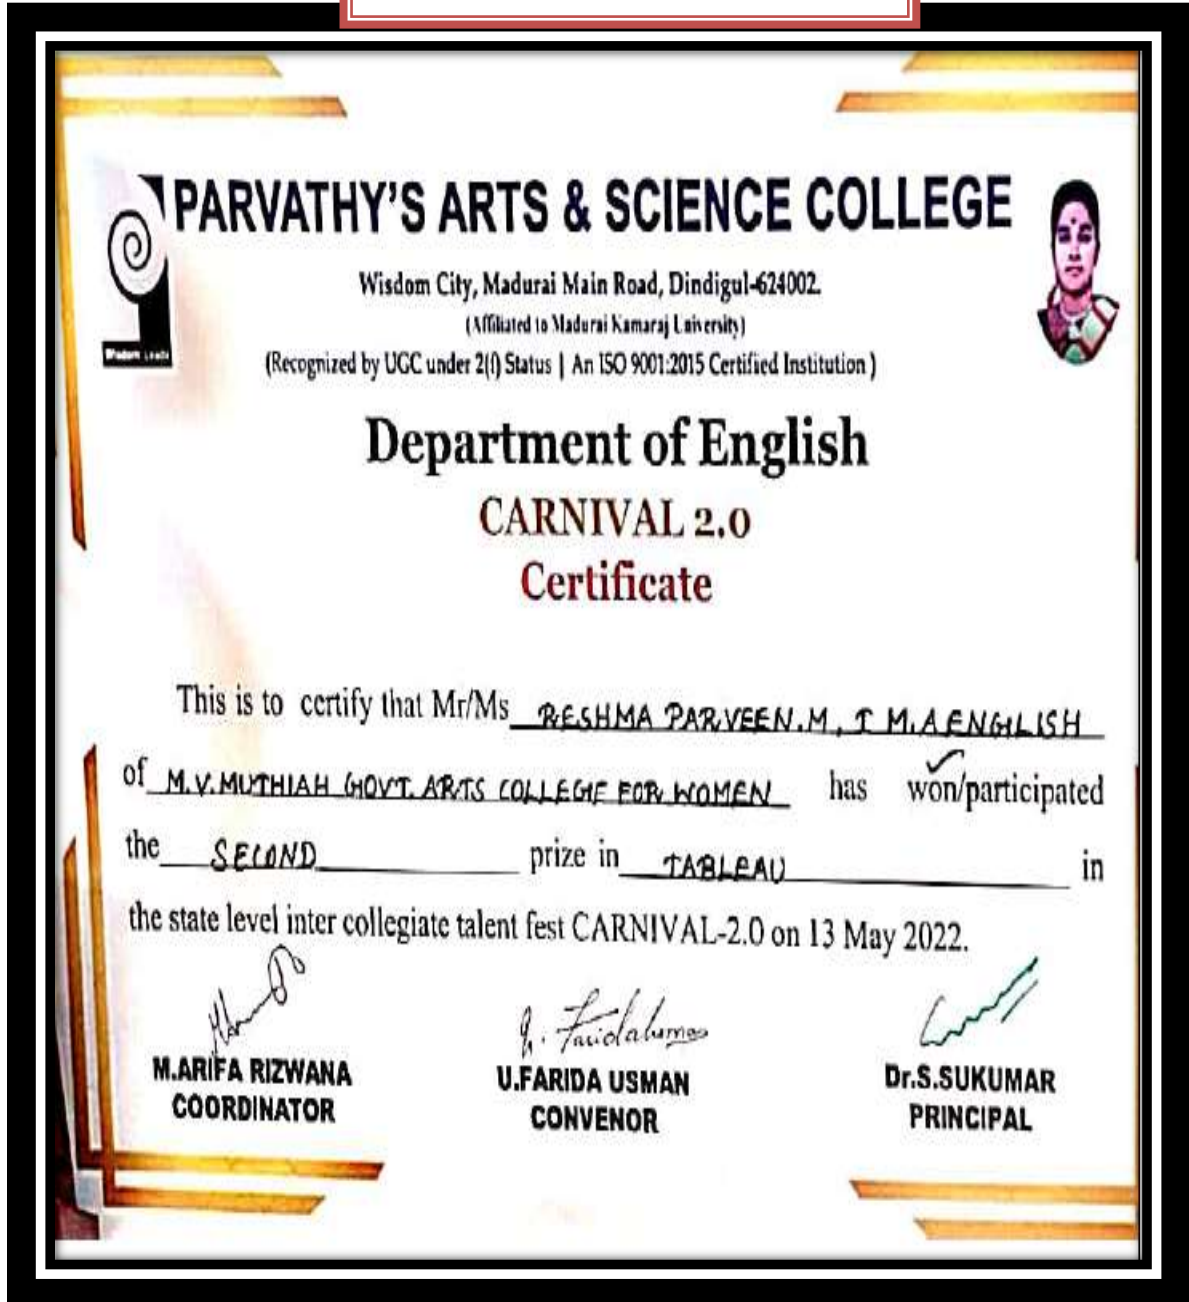 PARVATHY'S ARTS & SCIENCE COLLEGE
Wisdom City, Madurai Main Road, Dindigul-624002.
(Affiliated to Madurai Kamaraj University)
(Recognized by UGC under 2(f) Status | An ISO 9001:2015 Certified Institution)
Wisdom Leads
Department of English
CARNIVAL 2.0
Certificate
This is to certify that Mr/Ms RESHMA PARVEEN.M, I M.A ENGLISH
of M.V. MUTHIAH GOVT. ARTS COLLEGE FOR WOMEN has won/participated
the SECOND prize in TABLEAU in
the state level inter collegiate talent fest CARNIVAL-2.0 on 13 May 2022.
M.ARIFA RIZWANA U.FARIDA USMAN Dr.S.SUKUMAR
COORDINATOR CONVENOR PRINCIPAL